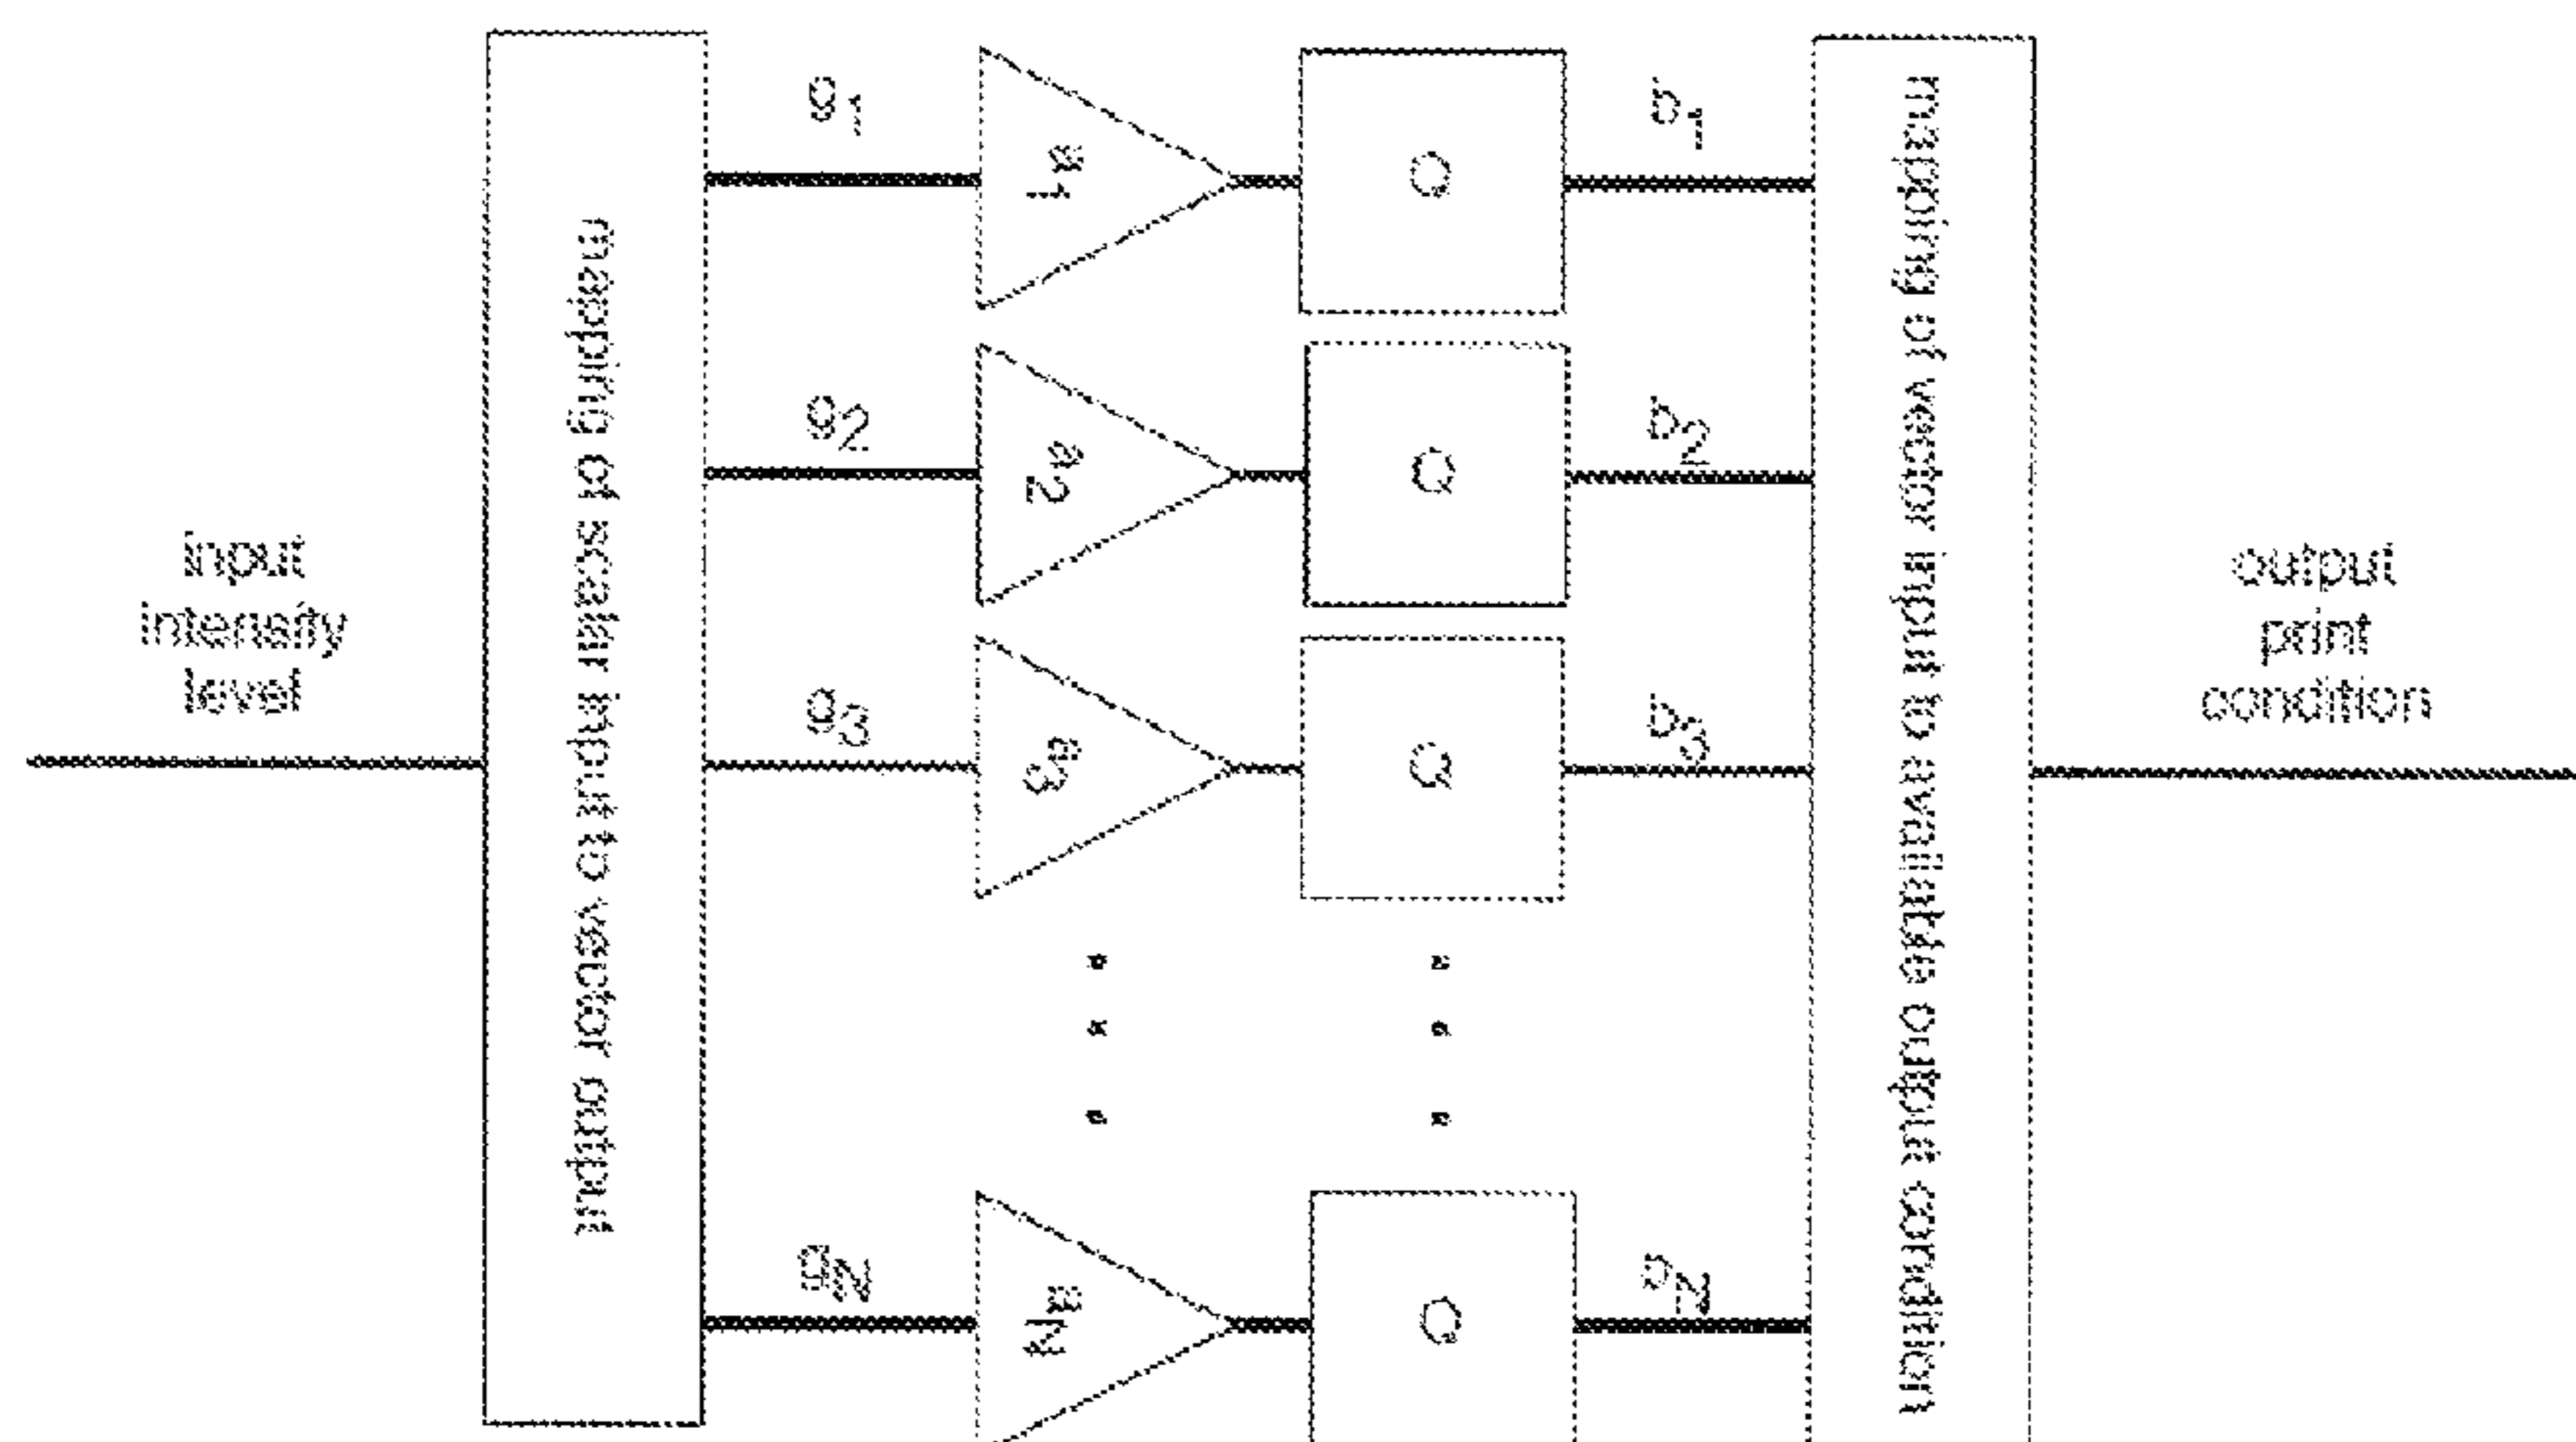 input
intensity
level
mapping of scalar input to vector output
g1
a1
Q
b1
g2
a2
Q
b2
g3
a3
Q
b3
gN
aN
Q
bN
mapping of vector input to available output condition
output
print
condition